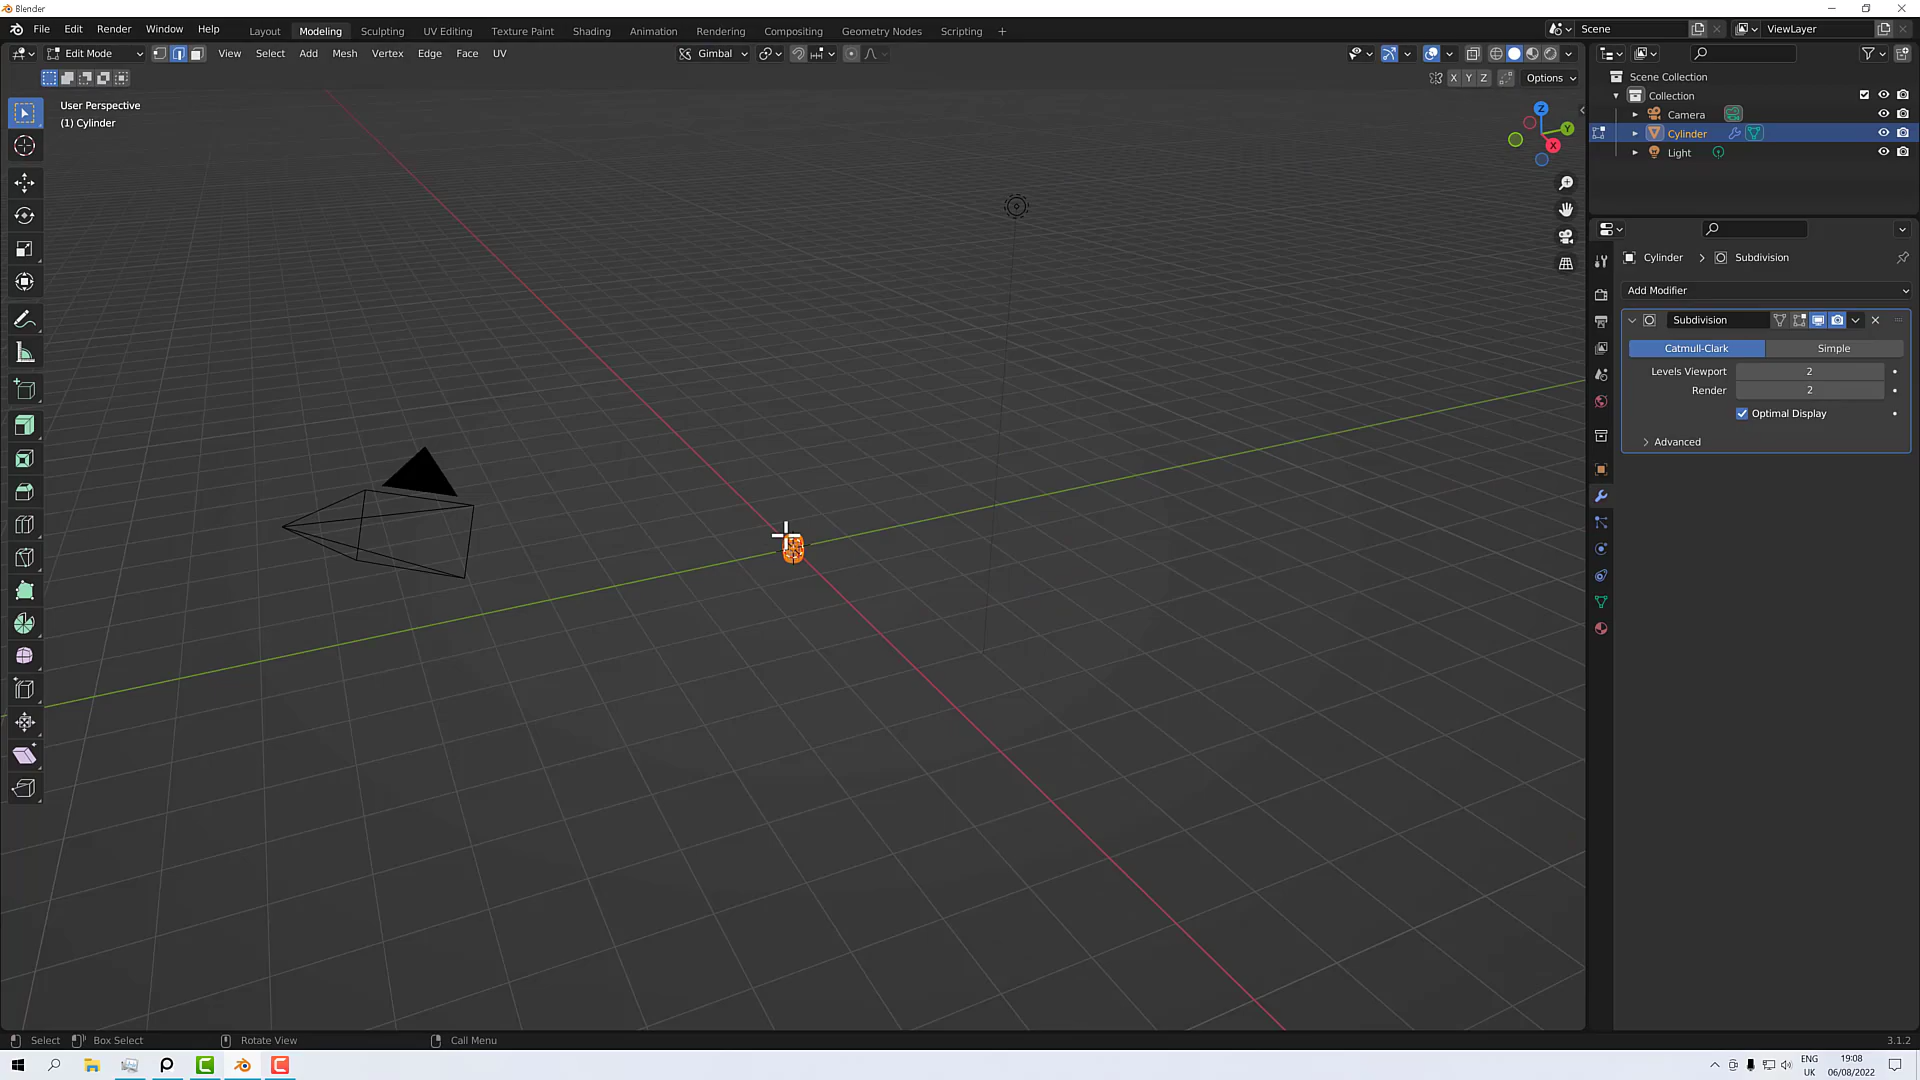 Blender
File Edit Render Window Help Layout Modeling Sculpting UV Editing Texture Paint Shading Animation Rendering Compositing Geometry Nodes Scripting + Scene ViewLayer
Edit Mode View Select Add Mesh Vertex Edge Face UV Gimbal
X Y Z Options
User Perspective
(1) Cylinder
Z
Y
X
Scene Collection
Collection
Camera
Cylinder
Light
Cylinder > Subdivision
Add Modifier
Subdivision
Catmull-Clark Simple
Levels Viewport 2
Render 2
Optimal Display
Advanced
Select Box Select Rotate View Call Menu 3.1.2
ENG 19:08
UK 06/08/2022